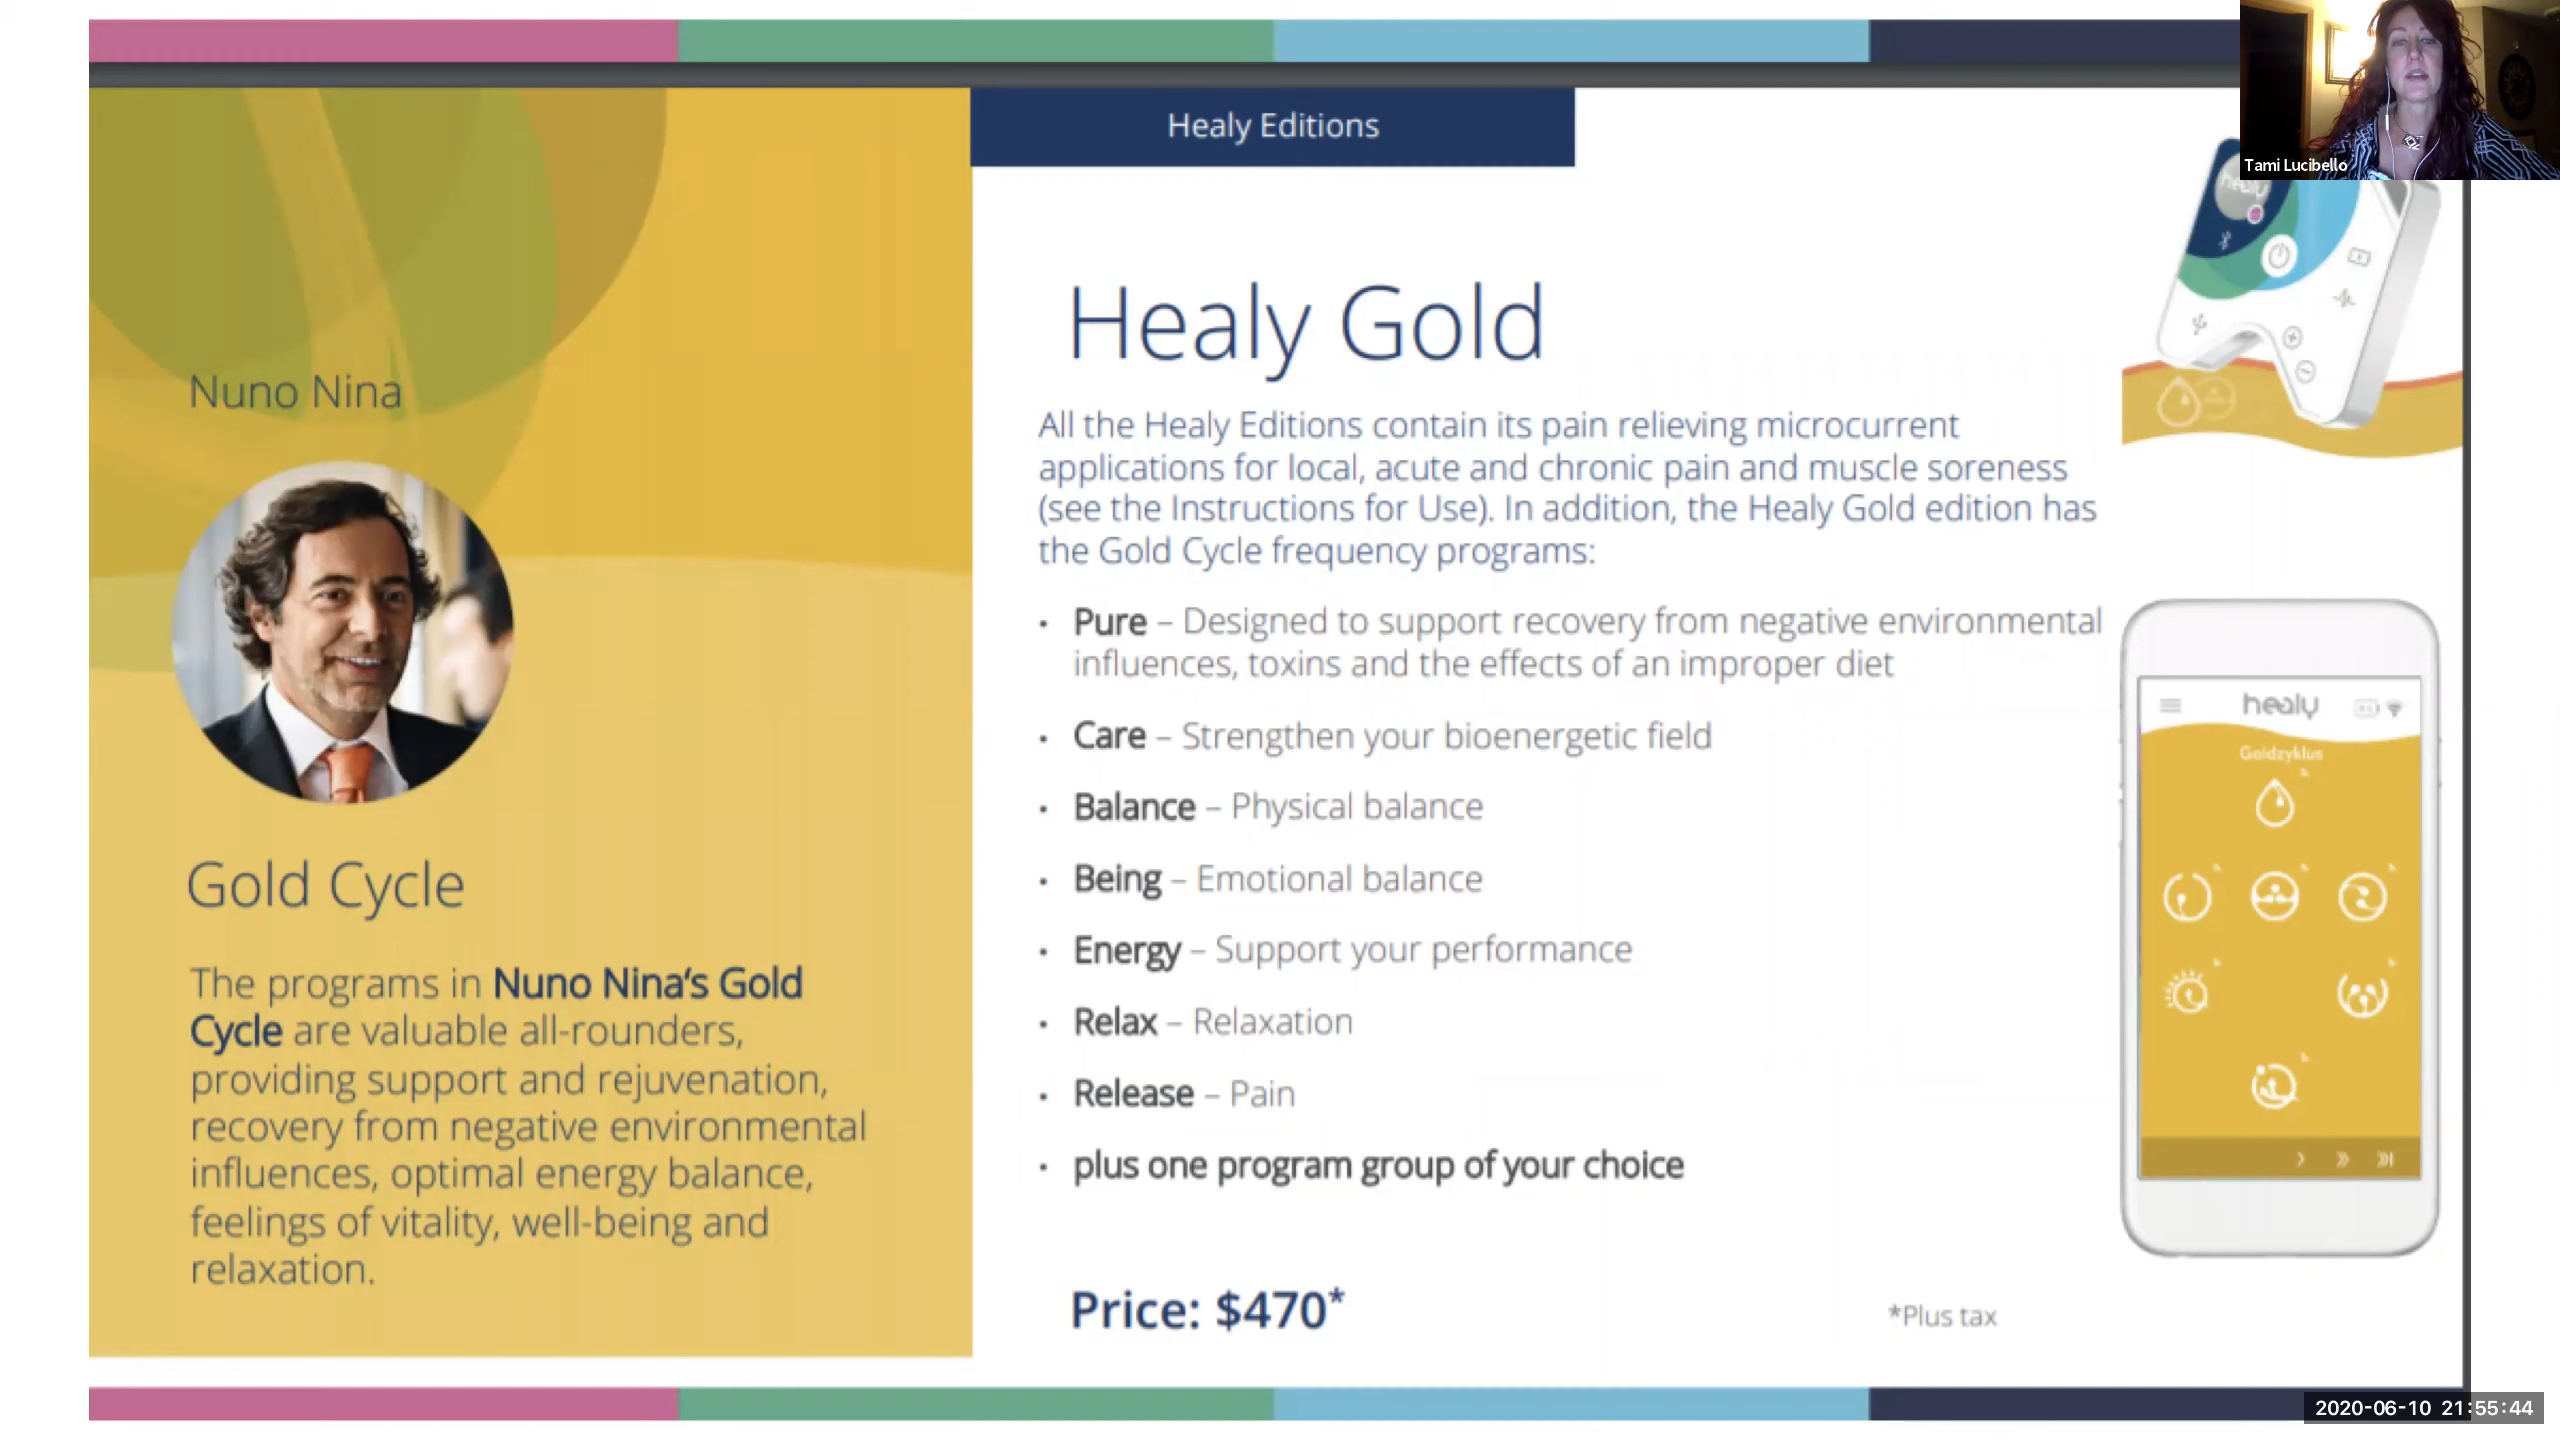 Healy Editions
Tami Lucibello
healy
Nuno Nina
Healy Gold
All the Healy Editions contain its pain relieving microcurrent
applications for local, acute and chronic pain and muscle soreness
(see the Instructions for Use). In addition, the Healy Gold edition has
the Gold Cycle frequency programs:
• Pure – Designed to support recovery from negative environmental
influences, toxins and the effects of an improper diet
• Care – Strengthen your bioenergetic field
• Balance – Physical balance
• Being – Emotional balance
• Energy – Support your performance
• Relax – Relaxation
• Release – Pain
• plus one program group of your choice
Price: $470*
*Plus tax
Gold Cycle
The programs in Nuno Nina‘s Gold
Cycle are valuable all-rounders,
providing support and rejuvenation,
recovery from negative environmental
influences, optimal energy balance,
feelings of vitality, well-being and
relaxation.
healy
Goldzyklus
2020-06-10 21:55:44